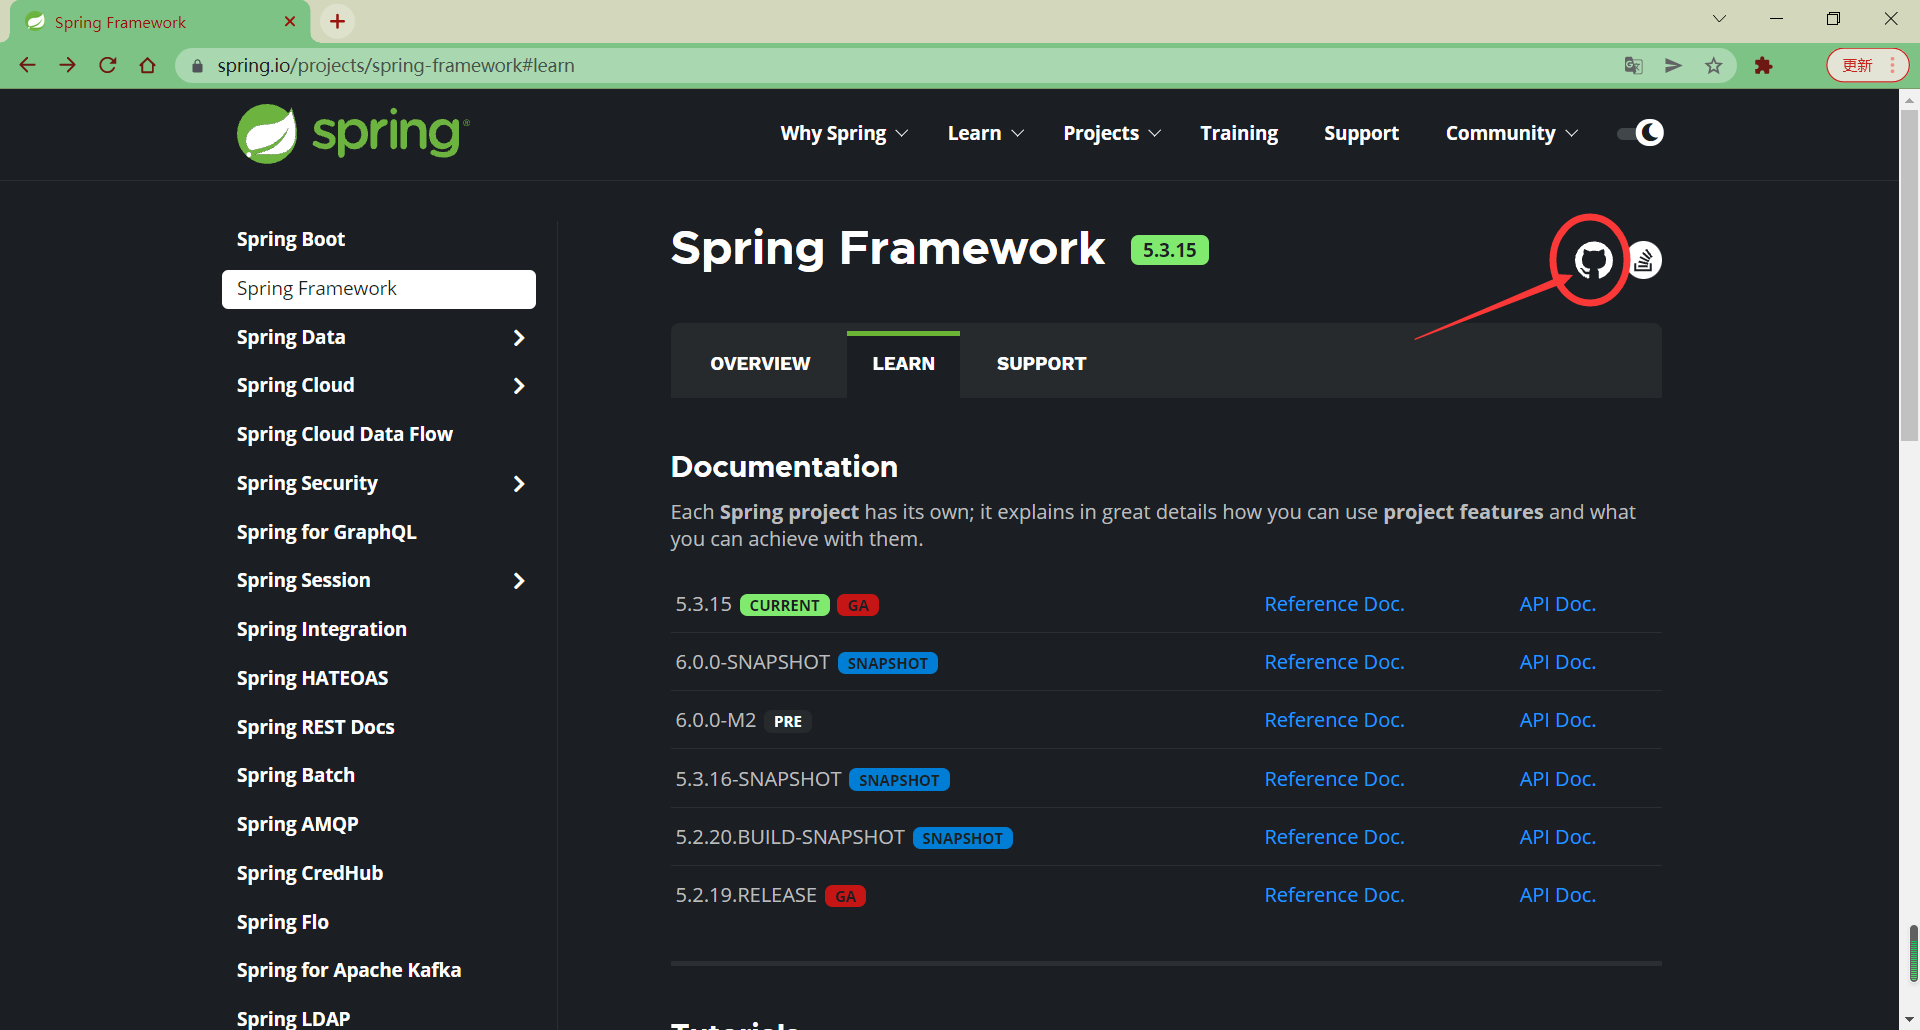 Spring Framework
spring.io/projects/spring-framework#learn
更新
spring®
Why Spring
Learn
Projects
Training
Support
Community
Spring Boot
Spring Framework
Spring Data
Spring Cloud
Spring Cloud Data Flow
Spring Security
Spring for GraphQL
Spring Session
Spring Integration
Spring HATEOAS
Spring REST Docs
Spring Batch
Spring AMQP
Spring CredHub
Spring Flo
Spring for Apache Kafka
Spring LDAP
Spring Framework 5.3.15
OVERVIEW
LEARN
SUPPORT
Documentation
Each Spring project has its own; it explains in great details how you can use project features and what
you can achieve with them.
5.3.15 CURRENT GA Reference Doc. API Doc.
6.0.0-SNAPSHOT SNAPSHOT Reference Doc. API Doc.
6.0.0-M2 PRE Reference Doc. API Doc.
5.3.16-SNAPSHOT SNAPSHOT Reference Doc. API Doc.
5.2.20.BUILD-SNAPSHOT SNAPSHOT Reference Doc. API Doc.
5.2.19.RELEASE GA Reference Doc. API Doc.
Tutorials